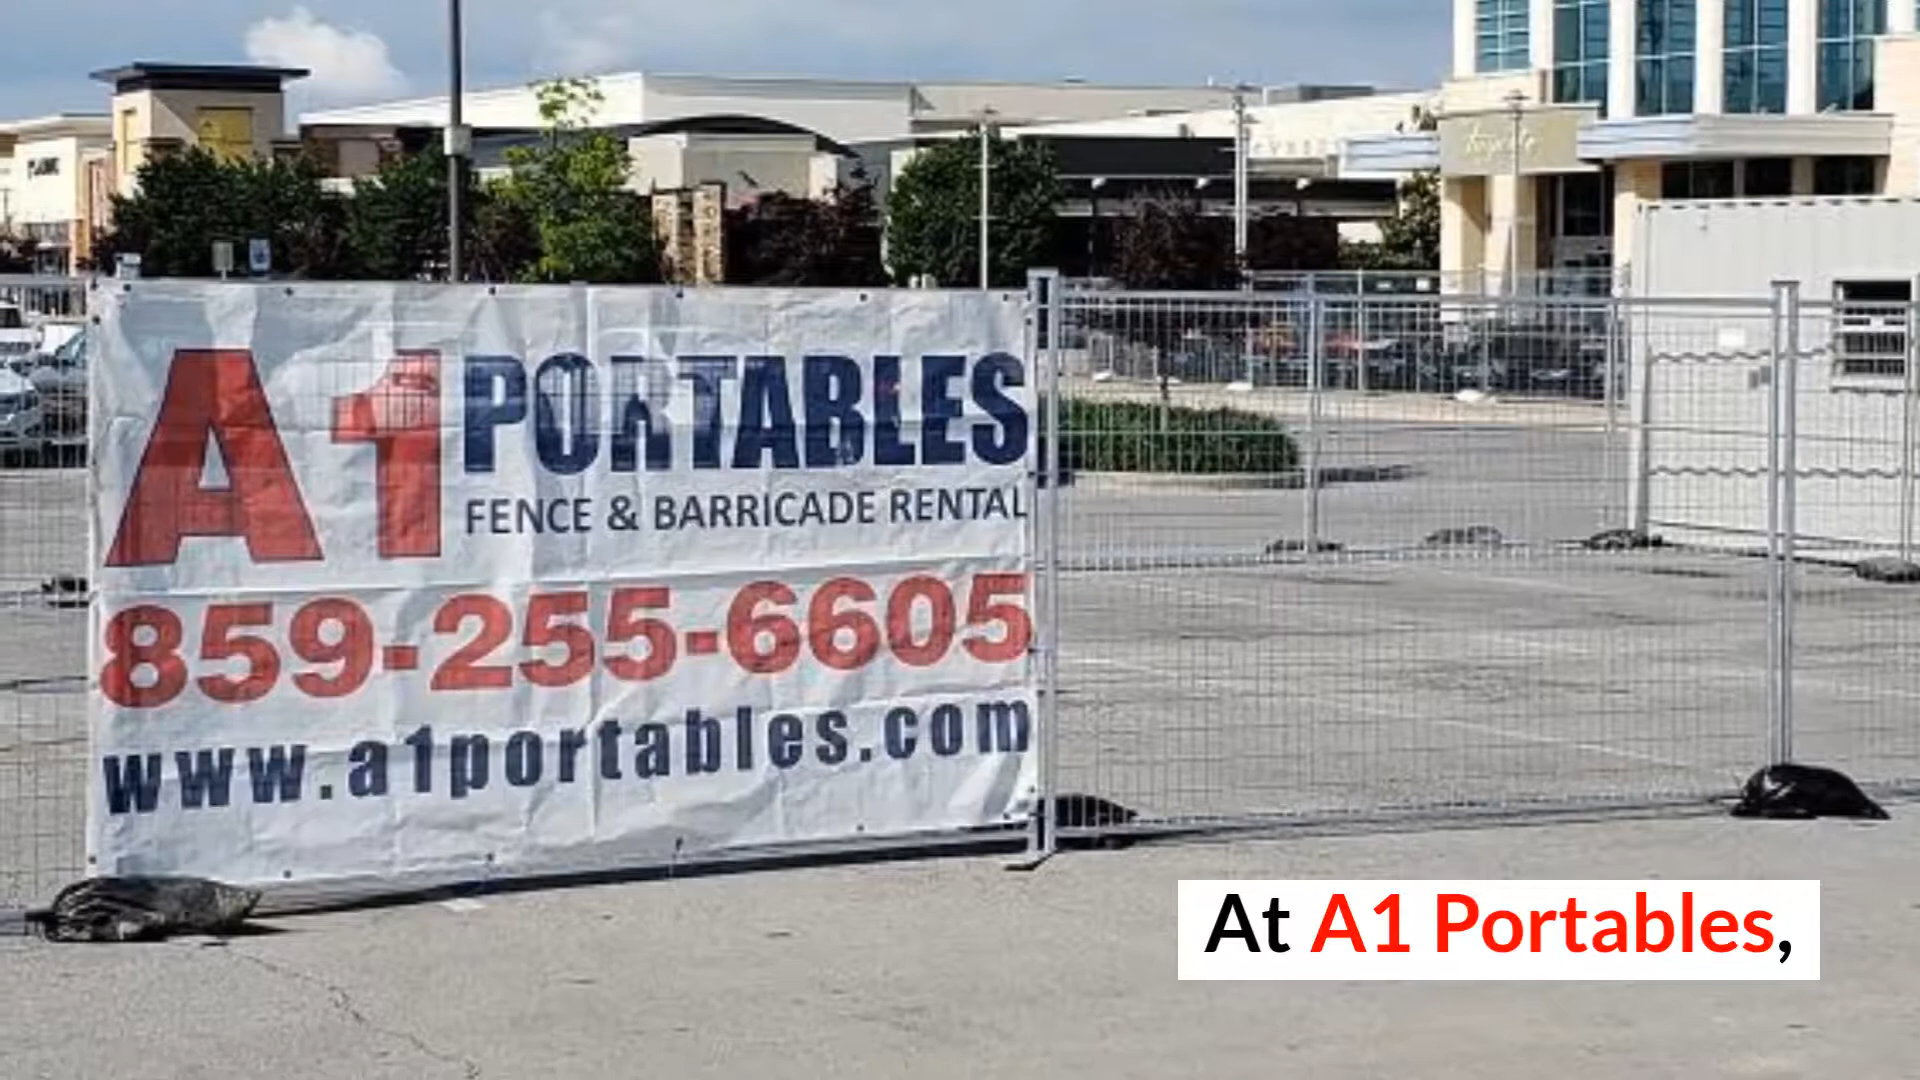 A1 PORTABLES
FENCE & BARRICADE RENTAL
859-255-6605
www.a1portables.com
At A1 Portables,